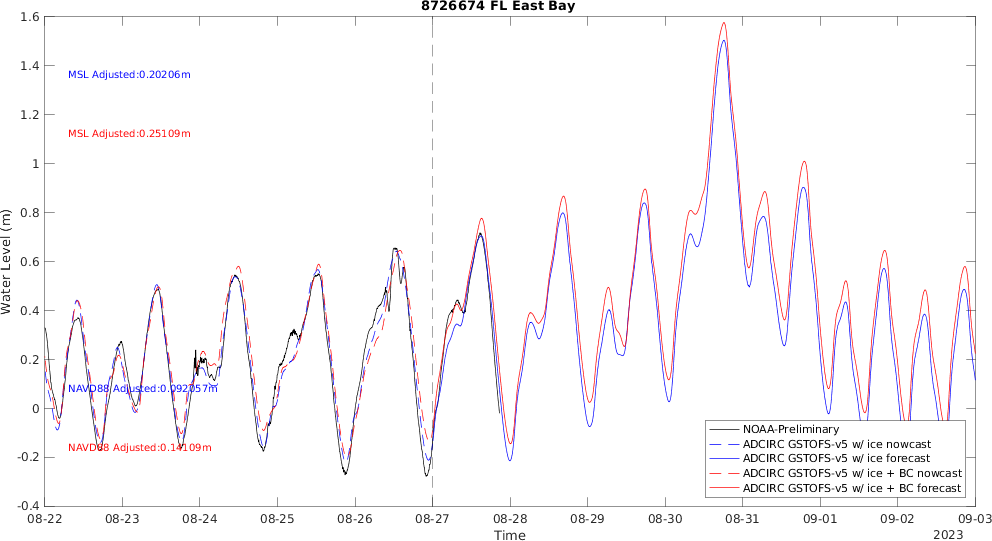 8726674 FL East Bay
1.6
1.4
1.2
1
0.8
0.6
0.4
0.2
0
-0.2
-0.4
Water Level (m)
MSL Adjusted:0.20206m
MSL Adjusted:0.25109m
NAVD88 Adjusted:0.092057m
NAVD88 Adjusted:0.14109m
NOAA-Preliminary
ADCIRC GSTOFS-v5 w/ ice nowcast
ADCIRC GSTOFS-v5 w/ ice forecast
ADCIRC GSTOFS-v5 w/ ice + BC nowcast
ADCIRC GSTOFS-v5 w/ ice + BC forecast
08-22 08-23 08-24 08-25 08-26 08-27 08-28 08-29 08-30 08-31 09-01 09-02 09-03
Time
2023